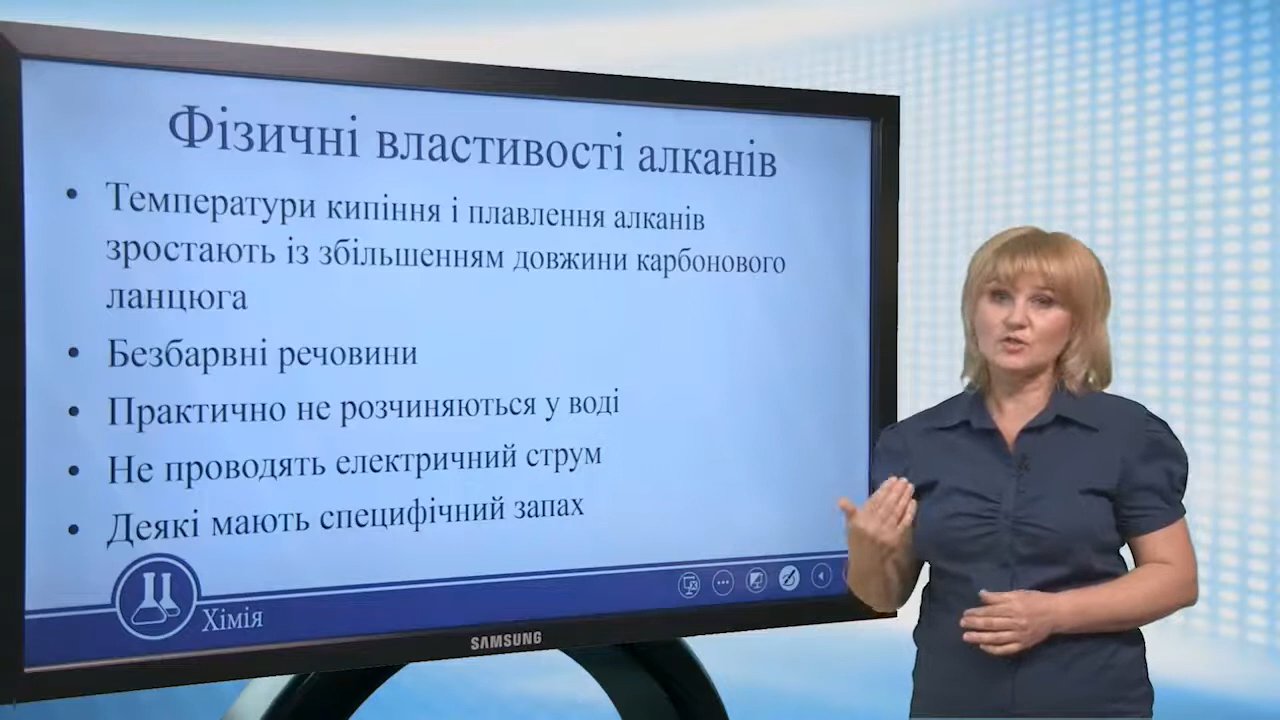 Фізичні властивості алканів
• Температури кипіння і плавлення алканів
зростають із збільшенням довжини карбонового
ланцюга
• Безбарвні речовини
• Практично не розчиняються у воді
• Не проводять електричний струм
• Деякі мають специфічний запах
Хімія
SAMSUNG